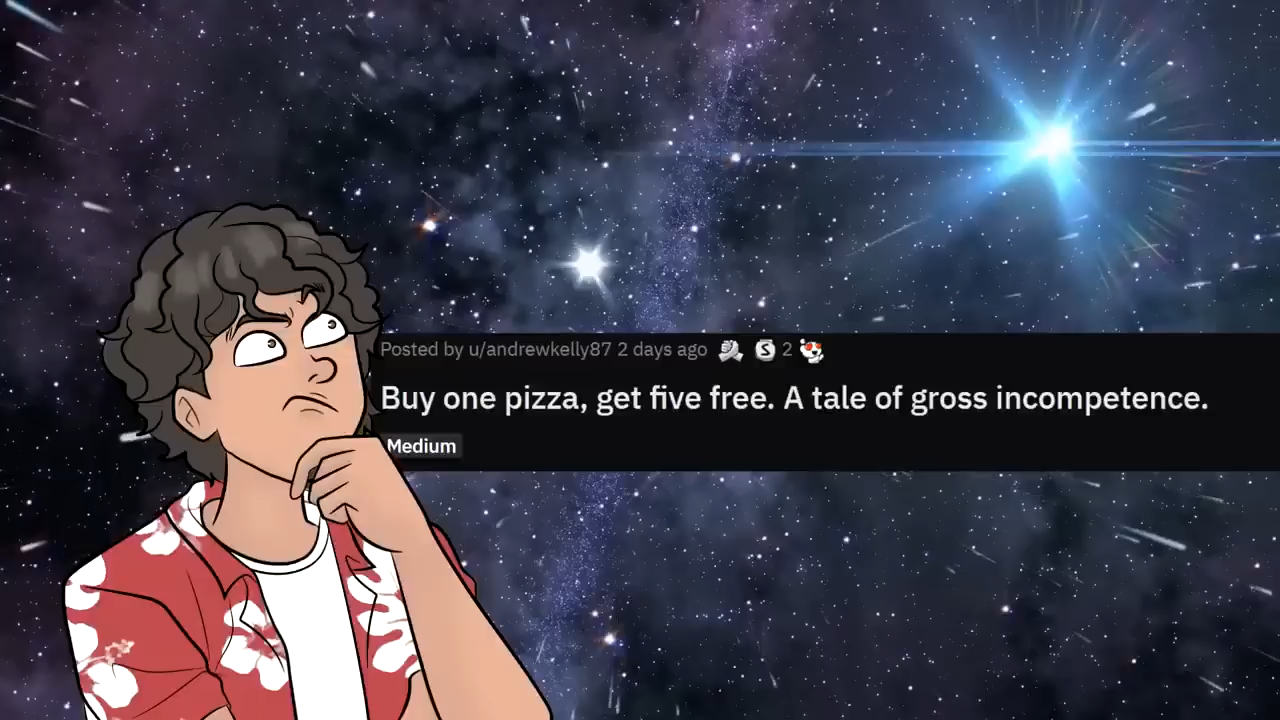 Posted by u/andrewkelly87 2 days ago S 2
Buy one pizza, get five free. A tale of gross incompetence.
Medium